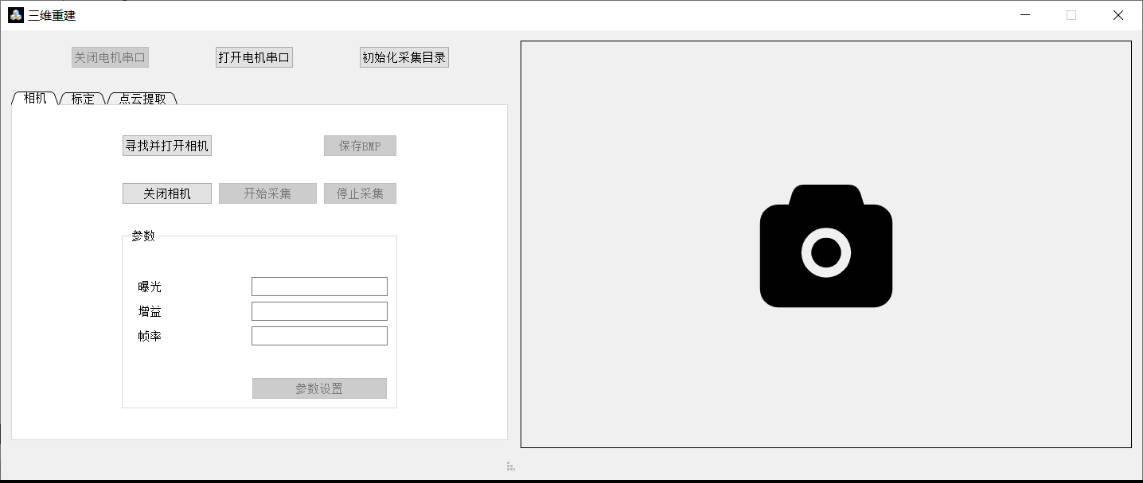 三维重建
关闭电机串口 打开电机串口 初始化采集目录
相机 标定 点云提取
寻找并打开相机 保存BMP
关闭相机 开始采集 停止采集
参数
曝光
增益
帧率
参数设置